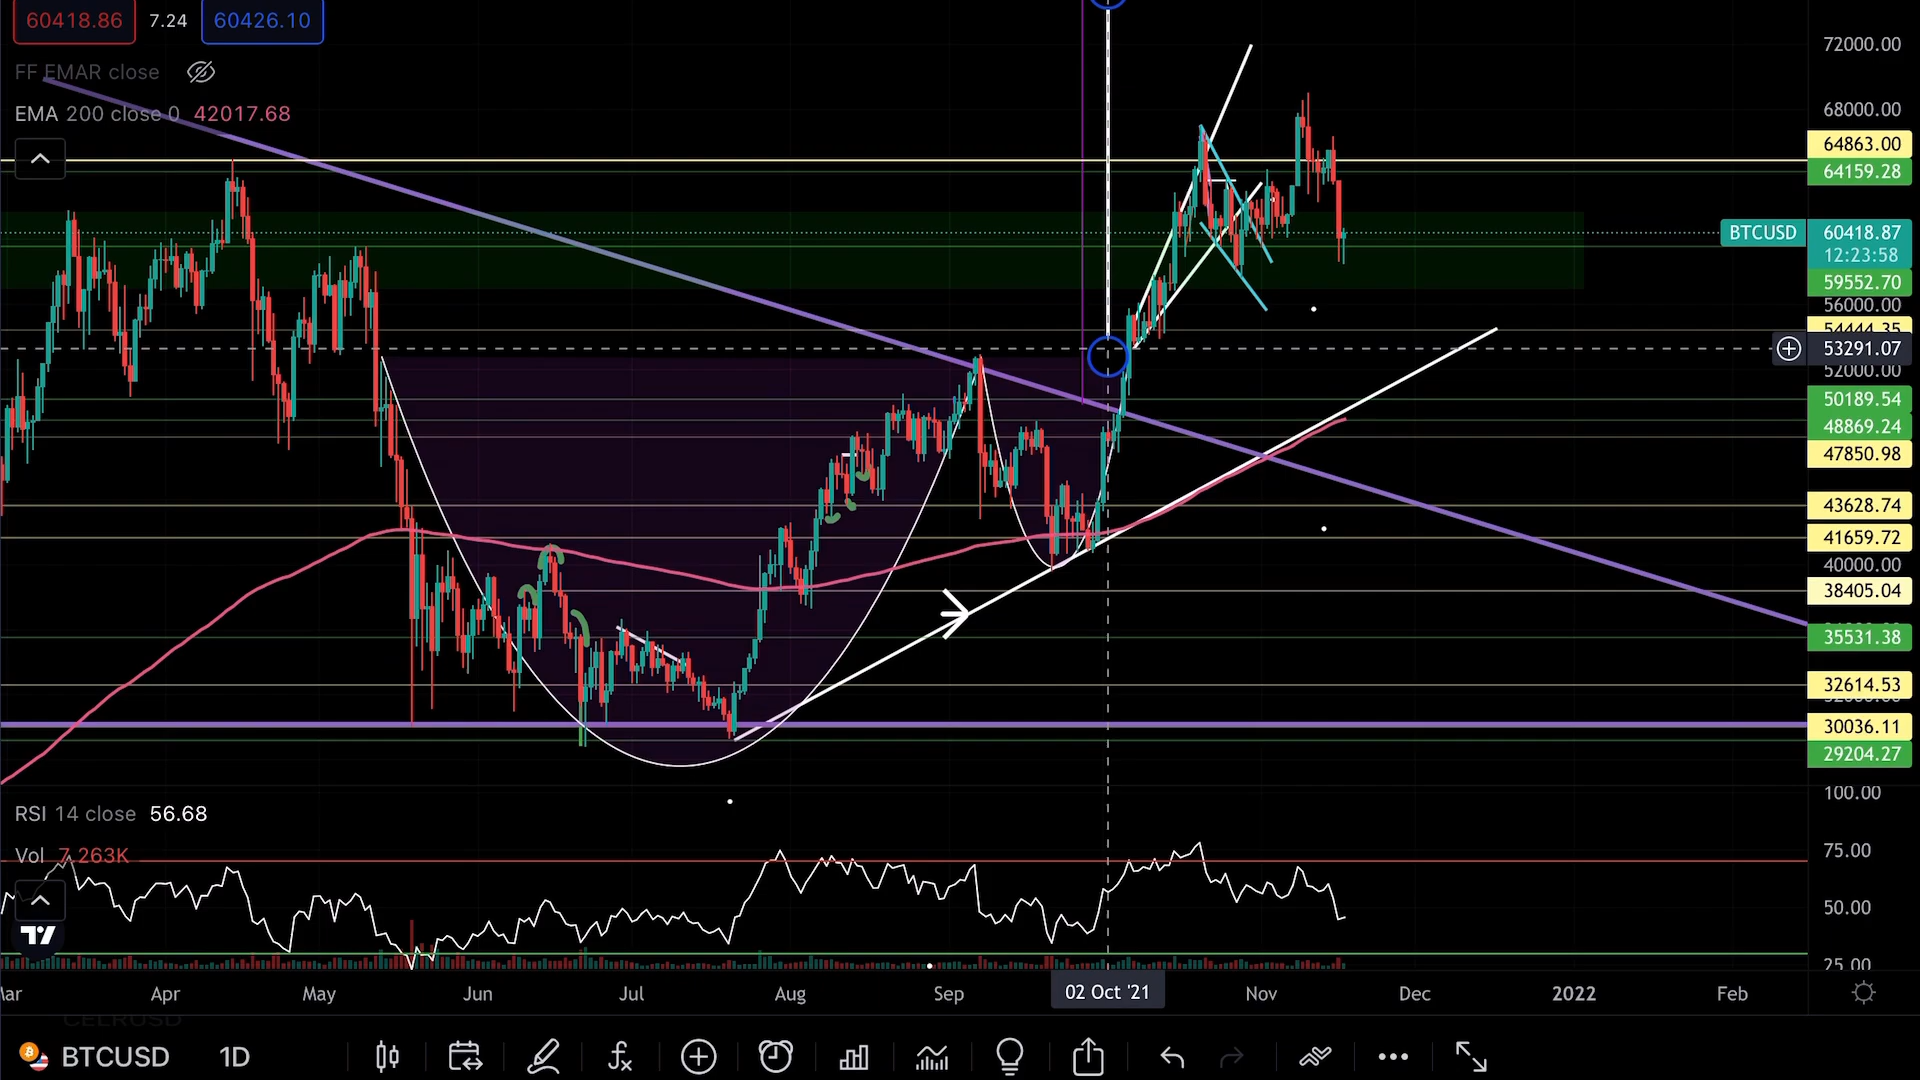 60418.86 7.24 60426.10
FF EMAR close
EMA 200 close 0 42017.68
72000.00
68000.00
64863.00
64159.28
BTCUSD 60418.87
12:23:58
59552.70
56000.00
54444.35
53291.07
52000.00
50189.54
48869.24
47850.98
43628.74
41659.72
40000.00
38405.04
35531.38
32614.53
30036.11
29204.27
RSI 14 close 56.68
Vol 7.263K
100.00
75.00
50.00
25.00
Apr May Jun Jul Aug Sep 02 Oct '21 Nov Dec 2022 Feb
CELRUSD
BTCUSD 1D